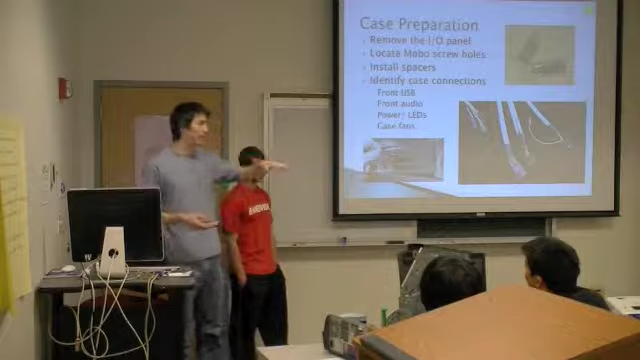 Case Preparation
Remove the I/O panel
Locate Mobo screw holes
Install spacers
Identify case connections
Front USB
Front audio
Power/ LEDs
Case fans